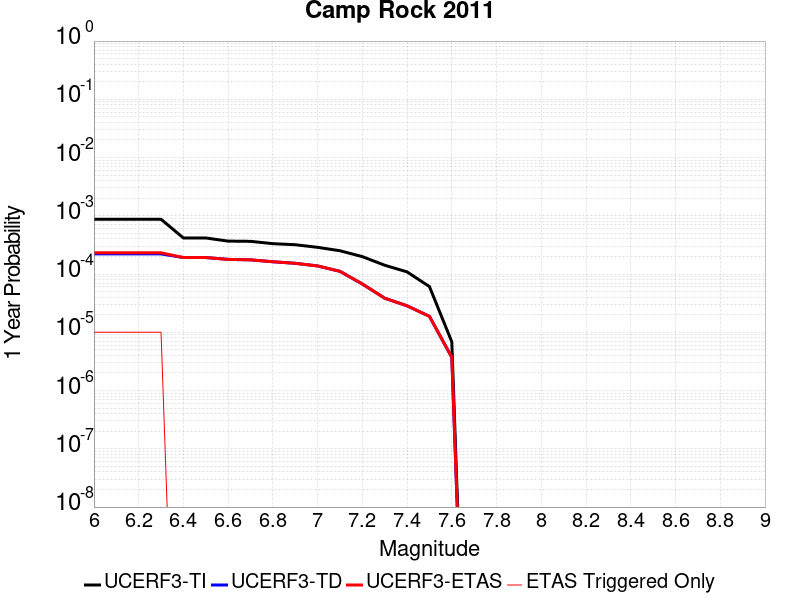 Camp Rock 2011
10^0
10^-1
10^-2
10^-3
10^-4
10^-5
10^-6
10^-7
10^-8
1 Year Probability
6 6.2 6.4 6.6 6.8 7 7.2 7.4 7.6 7.8 8 8.2 8.4 8.6 8.8 9
Magnitude
UCERF3-TI UCERF3-TD UCERF3-ETAS ETAS Triggered Only